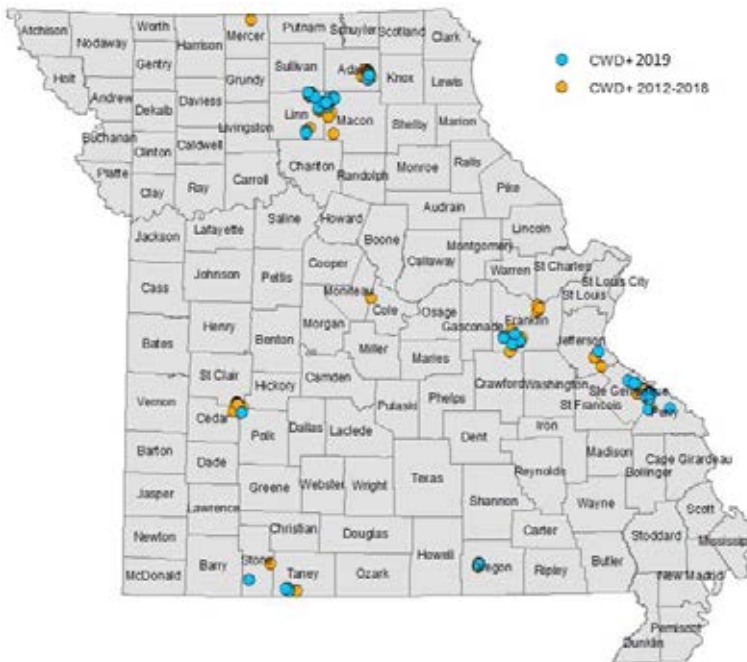 Atchison
Nodaway
Worth
Harrison
Mercer
Putnam
Schuyler
Scotland
Clark
Gentry
Holt
Sullivan
Adair
Knox
Lewis
Grundy
Andrew
Daviess
Dekalb
Livingston
Linn
Macon
Shelby
Marion
Buchanan
Caldwell
Clinton
Platte
Chariton
Randolph
Monroe
Ralls
Carroll
Ray
Clay
Pike
Audrain
Howard
Saline
Lafayette
Jackson
Boone
Callaway
Montgomery
Lincoln
Warren
St Charles
St Louis City
St Louis
Cooper
Johnson
Pettis
Cass
Moniteau
Cole
Osage
Gasconade
Franklin
Jefferson
Morgan
Henry
Benton
Miller
Maries
Bates
Camden
St Clair
Hickory
Crawford
Washington
Ste Genevieve
St Francois
Perry
Vernon
Cedar
Pulaski
Phelps
Polk
Dallas
Laclede
Dent
Iron
Madison
Bollinger
Cape Girardeau
Barton
Dade
Reynolds
Texas
Webster
Wright
Greene
Jasper
Lawrence
Shannon
Wayne
Scott
Christian
Douglas
Carter
Stoddard
Mississip
Newton
Stone
Howell
Barry
Taney
Ozark
Oregon
Ripley
Butler
McDonald
New Madrid
Pemiscot
Dunklin
CWD+ 2019
CWD+ 2012-2018